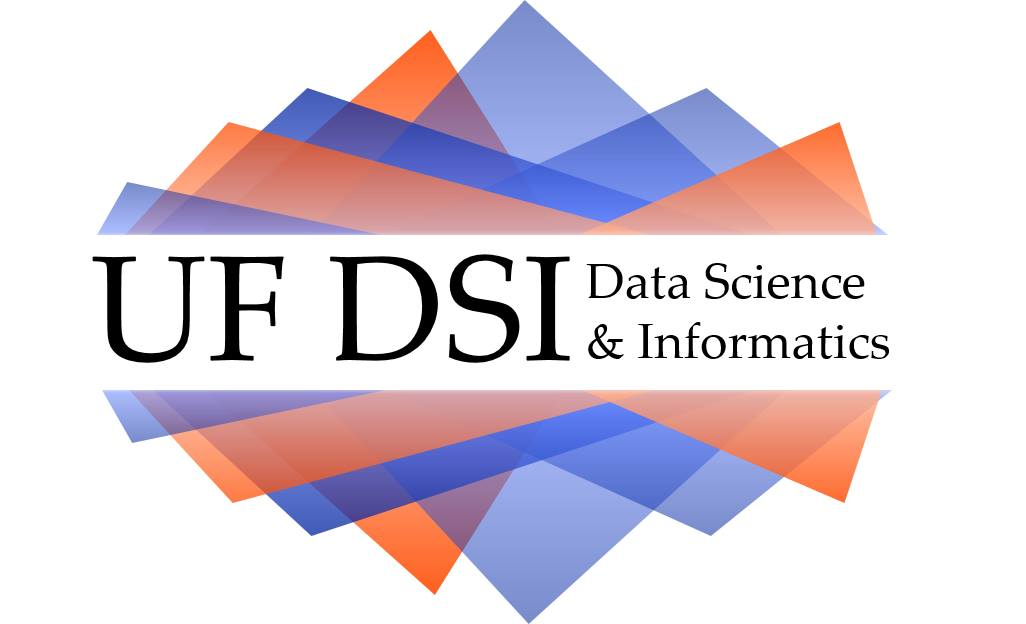 UF DSI
Data Science
& Informatics